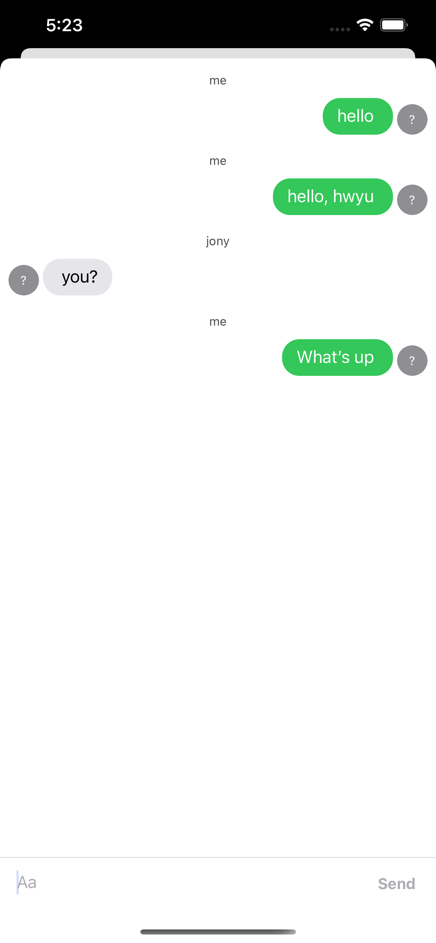 5:23
me
hello
?
me
hello, hwyu
?
jony
?
you?
me
What's up
?
Aa
Send